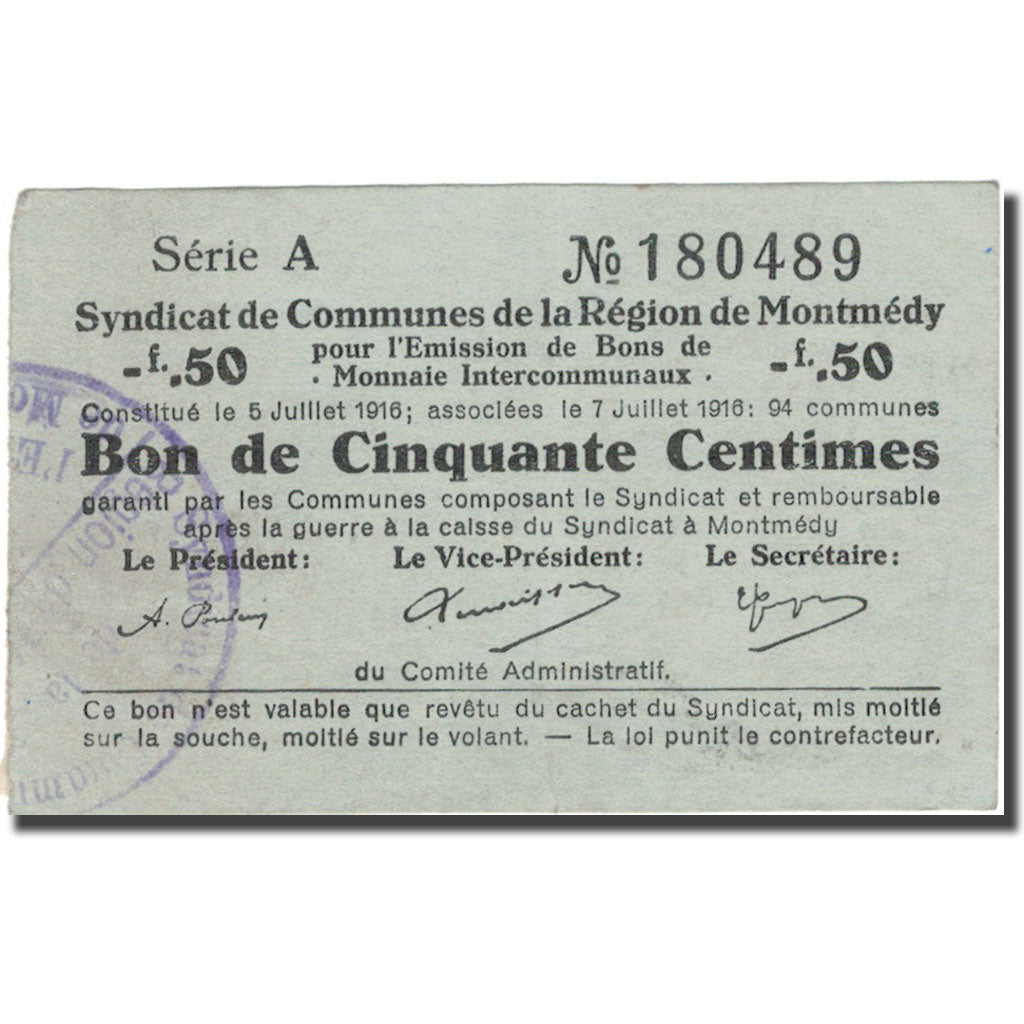 Série A № 180489
Syndicat de Communes de la Région de Montmédy
-f..50 pour l'Emission de Bons de -f..50
. Monnaie Intercommunaux .
Constitué le 5 Juillet 1916; associées le 7 Juillet 1916: 94 communes
Bon de Cinquante Centimes
garanti par les Communes composant le Syndicat et remboursable
après la guerre à la caisse du Syndicat à Montmédy
Le Président: Le Vice-Président: Le Secrétaire:
du Comité Administratif.
Ce bon n'est valable que revêtu du cachet du Syndicat, mis moitié
sur la souche, moitié sur le volant. — La loi punit le contrefacteur.